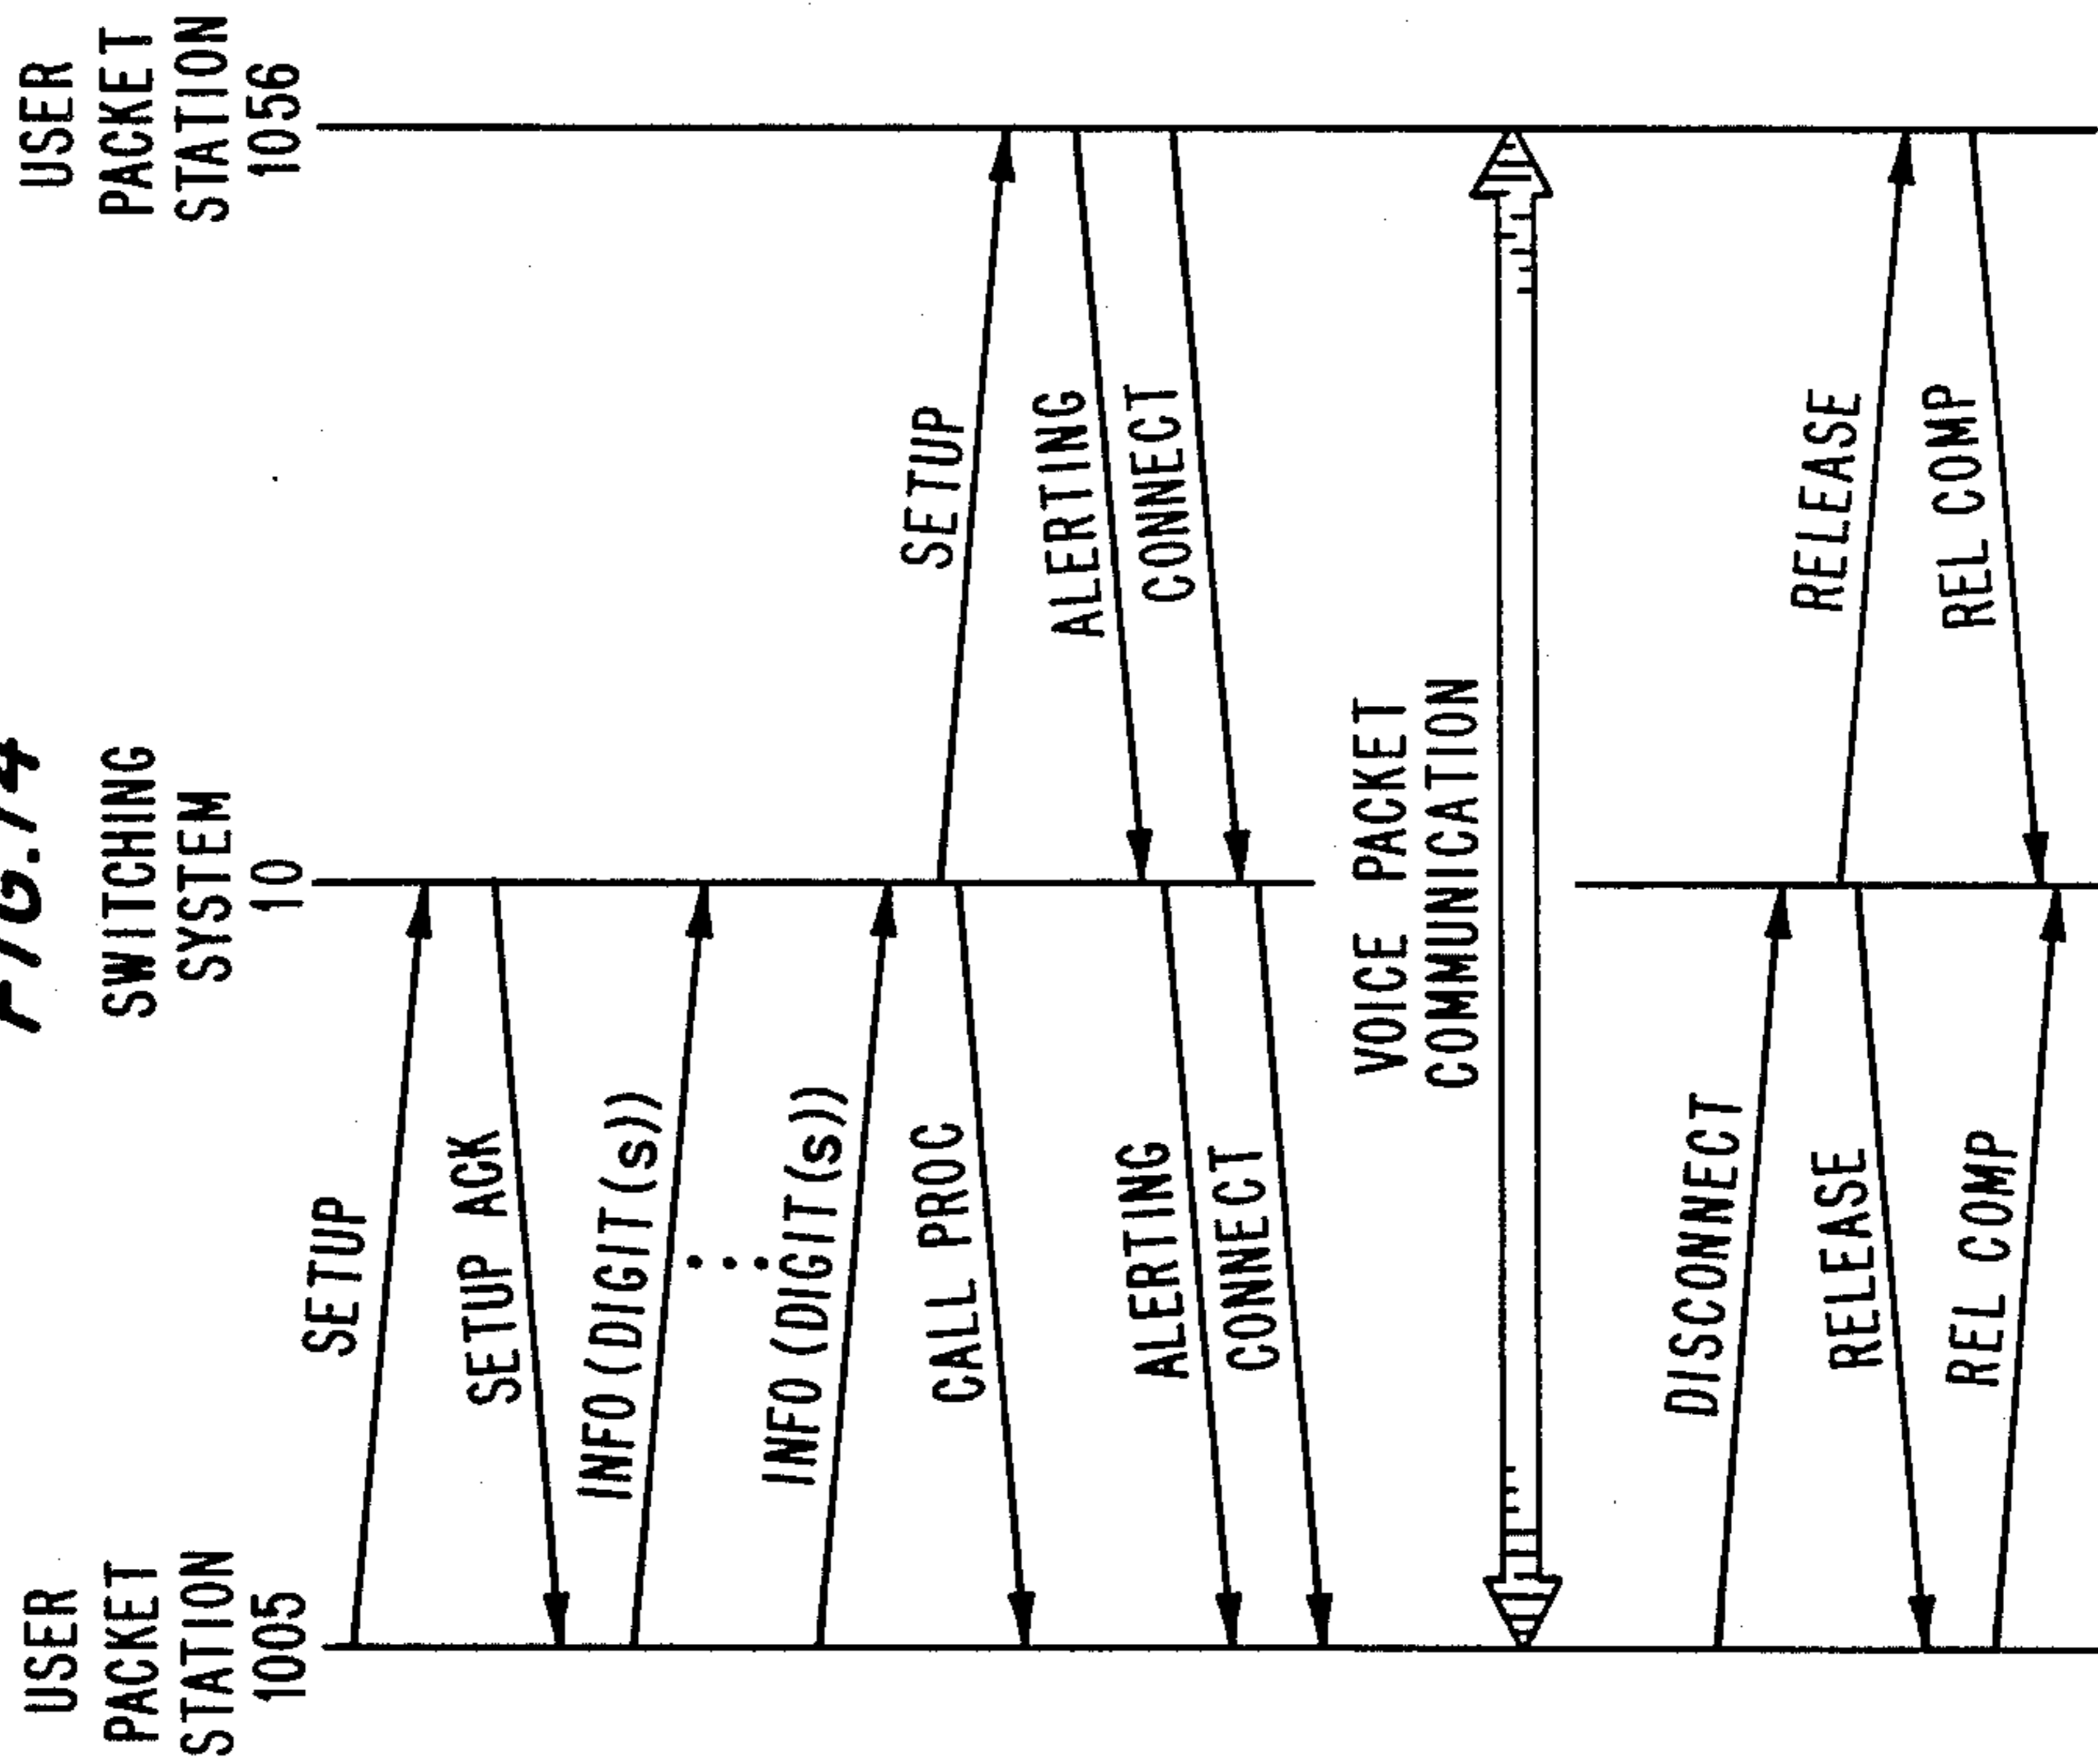 FIG. 14
USER
PACKET
STATION
1005
SWITCHING
SYSTEM
10
USER
PACKET
STATION
1056
SETUP
SETUP ACK
INFO(DIGIT(s))
INFO(DIGIT(s))
SETUP
CALL PROC
ALERTING
ALERTING
CONNECT
CONNECT
VOICE PACKET
COMMUNICATION
DISCONNECT
RELEASE
RELEASE
REL COMP
REL COMP